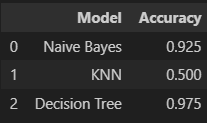 Model Accuracy
0 Naive Bayes 0.925
1 KNN 0.500
2 Decision Tree 0.975